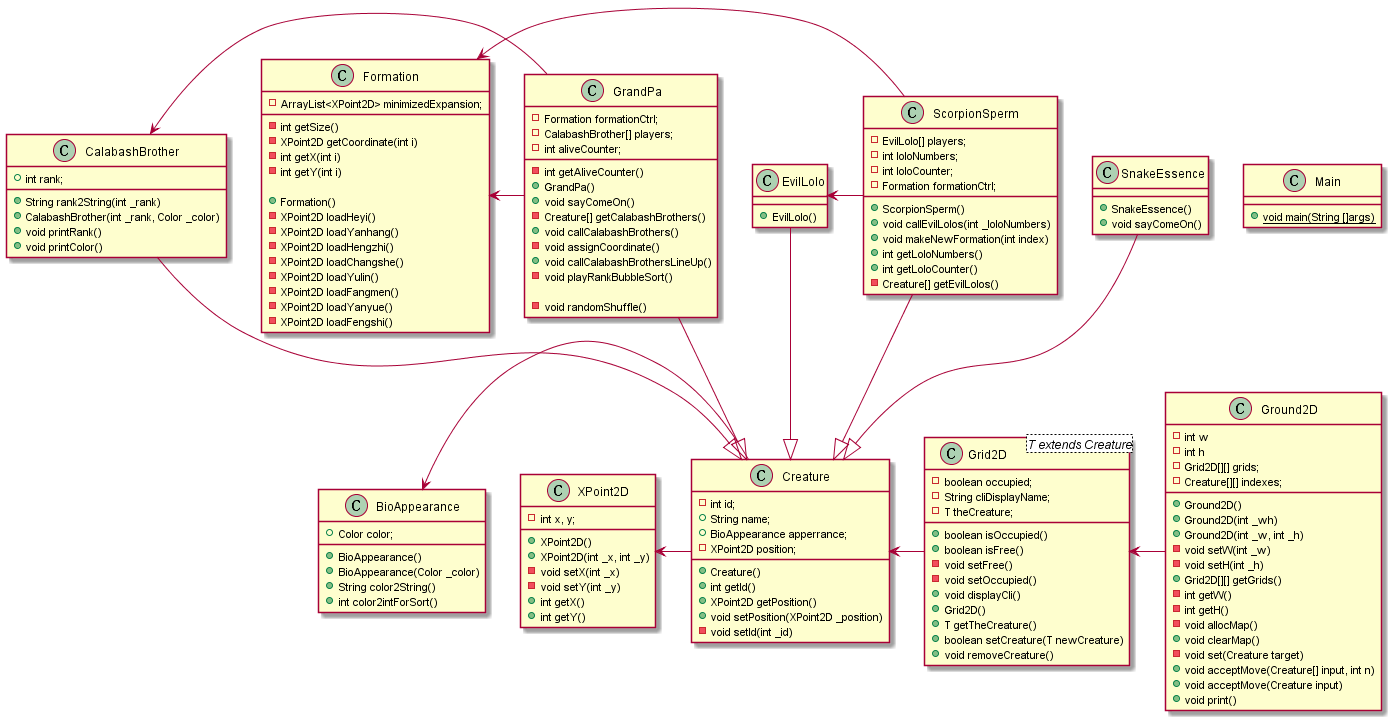 C CalabashBrother
int rank;
String rank2String(int _rank)
CalabashBrother(int _rank, Color _color)
void printRank()
void printColor()
C Formation
ArrayList<XPoint2D> minimizedExpansion;
int getSize()
XPoint2D getCoordinate(int i)
int getX(int i)
int getY(int i)
Formation()
XPoint2D loadHeyi()
XPoint2D loadYanhang()
XPoint2D loadHengzhi()
XPoint2D loadChangshe()
XPoint2D loadYulin()
XPoint2D loadFangmen()
XPoint2D loadYanyue()
XPoint2D loadFengshi()
C GrandPa
Formation formationCtrl;
CalabashBrother[] players;
int aliveCounter;
int getAliveCounter()
GrandPa()
void sayComeOn()
Creature[] getCalabashBrothers()
void callCalabashBrothers()
void assignCoordinate()
void callCalabashBrothersLineUp()
void playRankBubbleSort()
void randomShuffle()
C EvilLolo
EvilLolo()
C ScorpionSperm
EvilLolo[] players;
int loloNumbers;
int loloCounter;
Formation formationCtrl;
ScorpionSperm()
void callEvilLolos(int _loloNumbers)
void makeNewFormation(int index)
int getLoloNumbers()
int getLoloCounter()
Creature[] getEvilLolos()
C SnakeEssence
SnakeEssence()
void sayComeOn()
C Main
void main(String []args)
C BioAppearance
Color color;
BioAppearance()
BioAppearance(Color _color)
String color2String()
int color2intForSort()
C XPoint2D
int x, y;
XPoint2D()
XPoint2D(int _x, int _y)
void setX(int _x)
void setY(int _y)
int getX()
int getY()
C Creature
int id;
String name;
BioAppearance apperrance;
XPoint2D position;
Creature()
int getId()
XPoint2D getPosition()
void setPosition(XPoint2D _position)
void setId(int _id)
C Grid2D
T extends Creature
boolean occupied;
String cliDisplayName;
T theCreature;
boolean isOccupied()
boolean isFree()
void setFree()
void setOccupied()
void displayCli()
Grid2D()
T getTheCreature()
boolean setCreature(T newCreature)
void removeCreature()
C Ground2D
int w
int h
Grid2D[][] grids;
Creature[][] indexes;
Ground2D()
Ground2D(int _wh)
Ground2D(int _w, int _h)
void setW(int _w)
void setH(int _h)
Grid2D[][] getGrids()
int getW()
int getH()
void allocMap()
void clearMap()
void set(Creature target)
void acceptMove(Creature[] input, int n)
void acceptMove(Creature input)
void print()